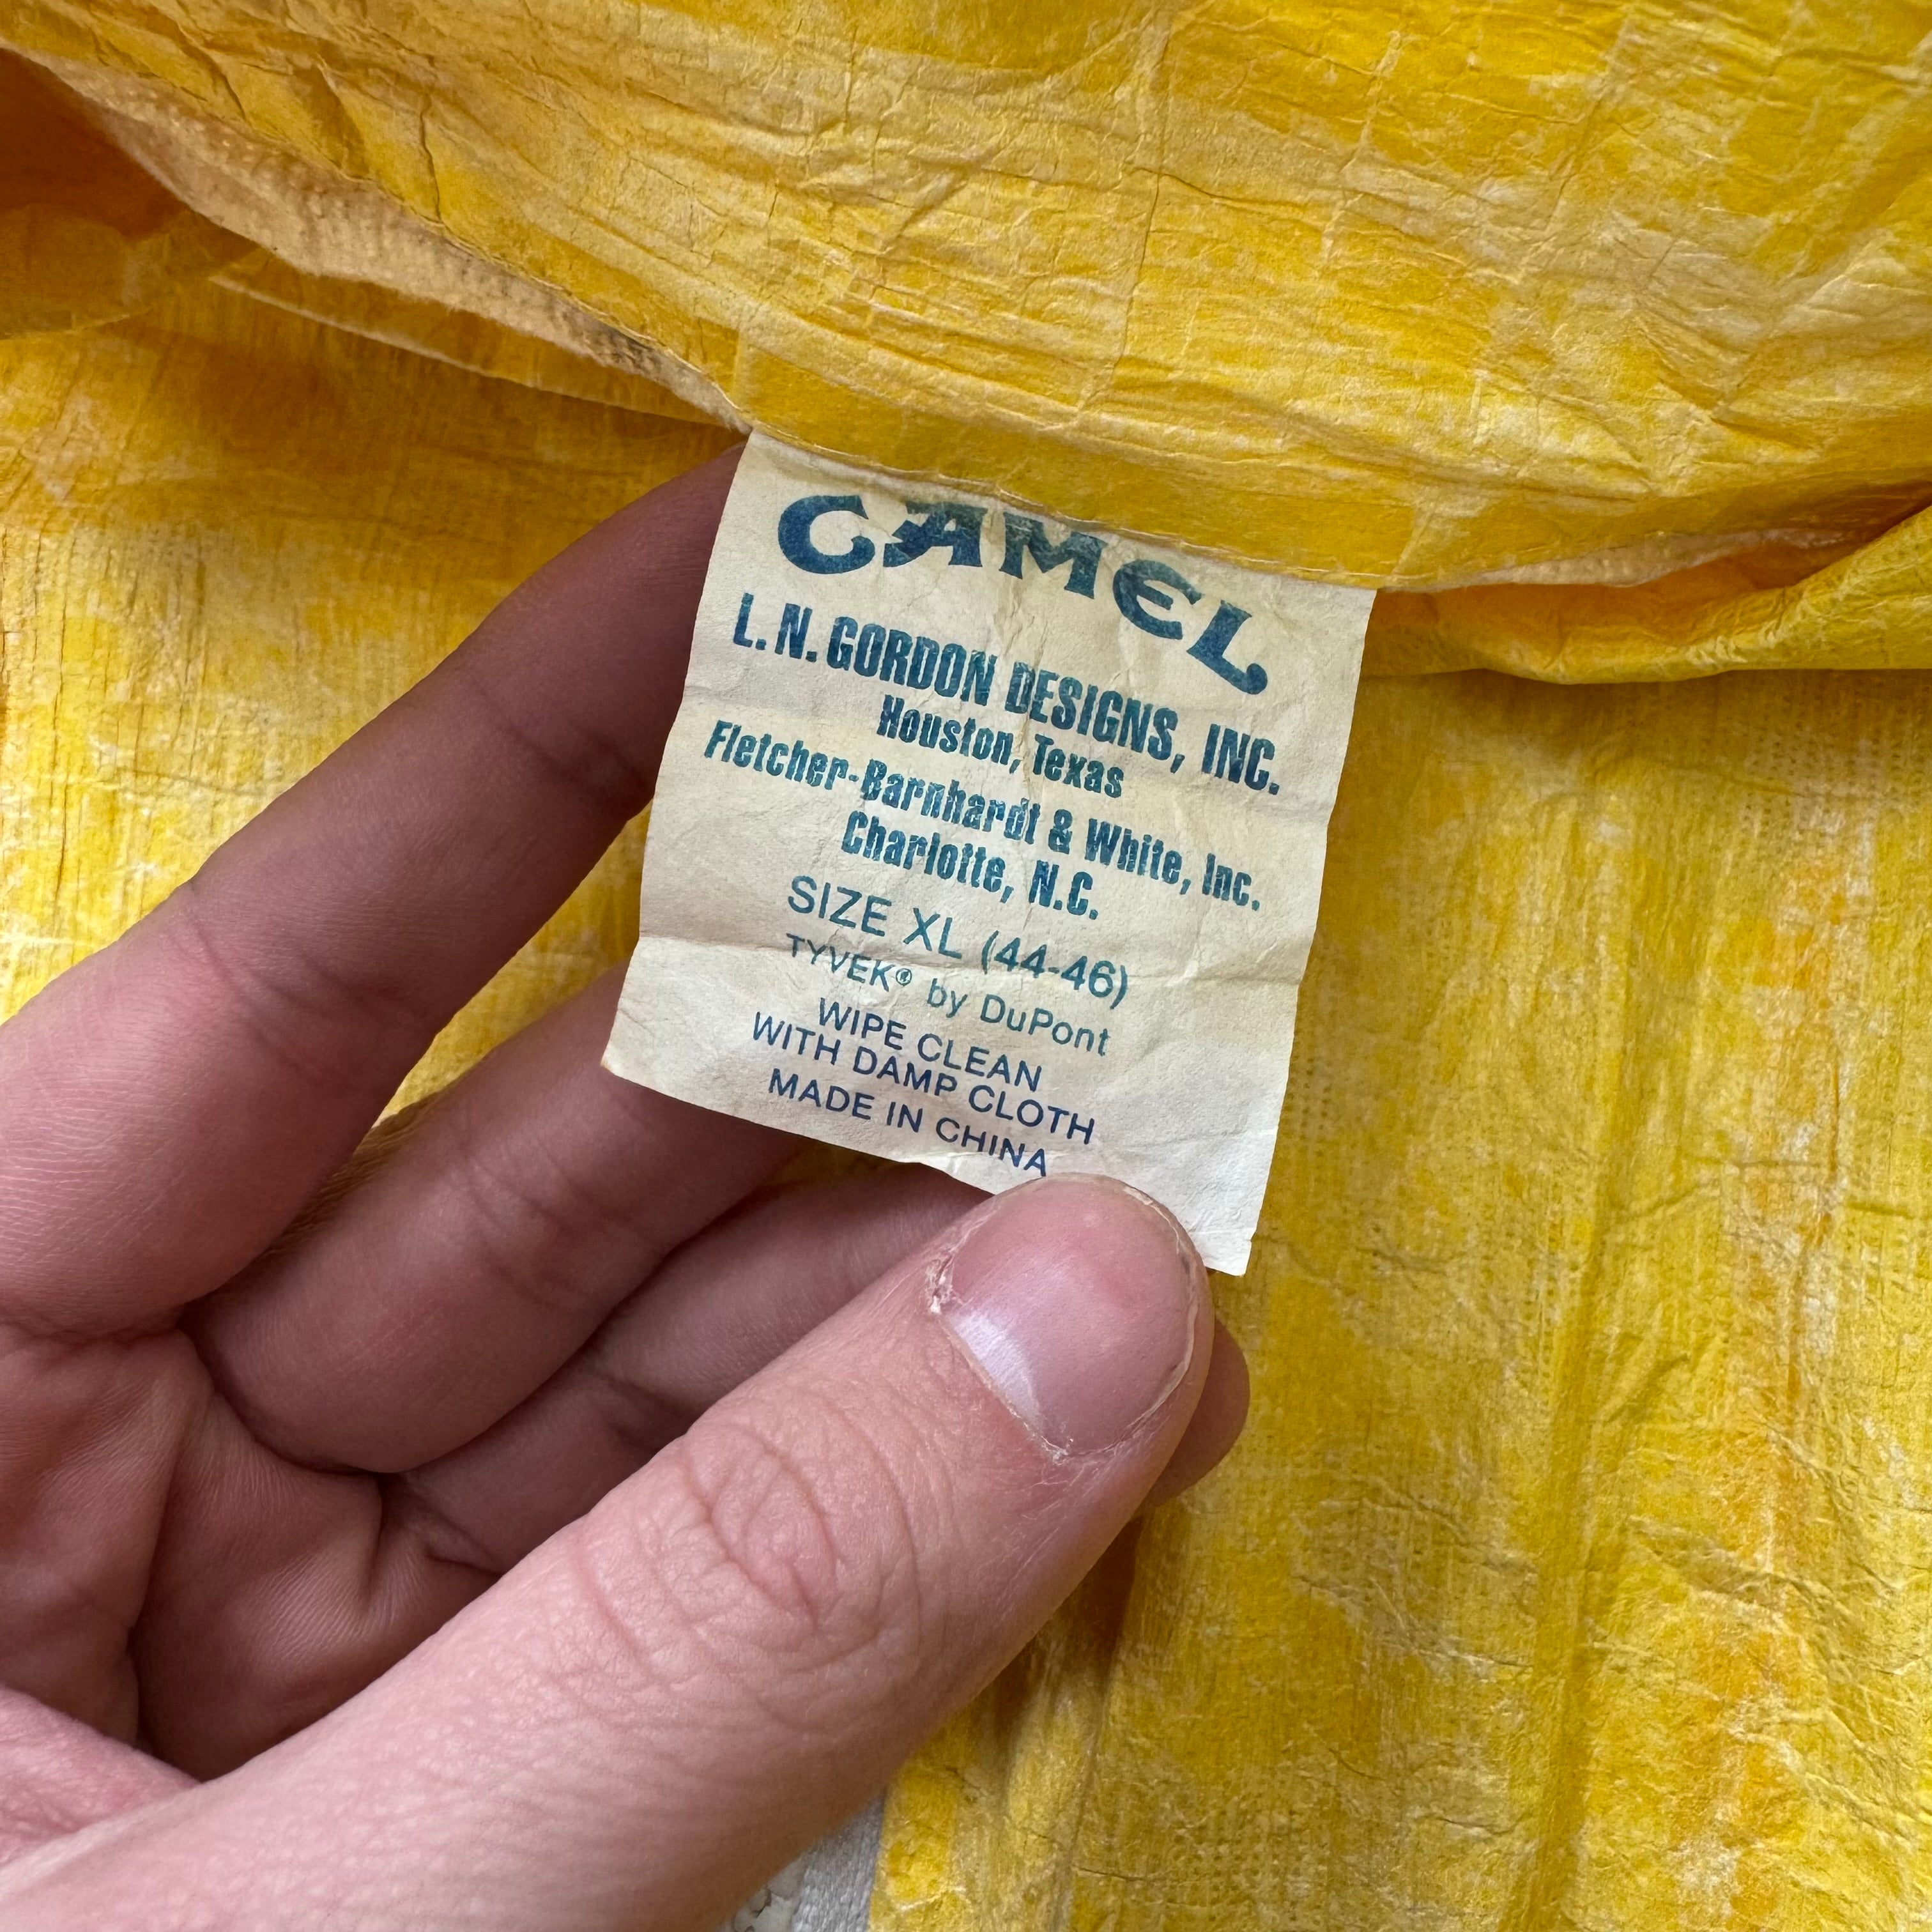 CAMEL
L. N. GORDON DESIGNS, INC.
Houston, Texas
Fletcher-Barnhardt & White, Inc.
Charlotte, N.C.
SIZE XL (44-46)
TYVEK® by DuPont
WIPE CLEAN
WITH DAMP CLOTH
MADE IN CHINA